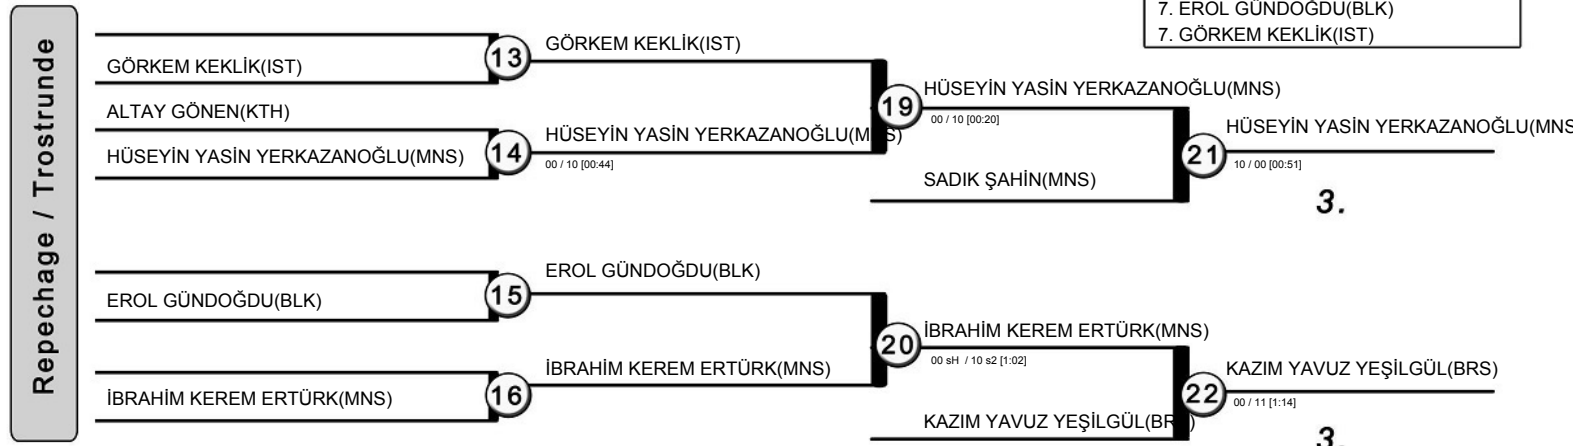 7. EROL GÜNDOĞDU(BLK)
7. GÖRKEM KEKLİK(IST)
Repechage / Trostrunde
GÖRKEM KEKLİK(IST)
13
GÖRKEM KEKLİK(IST)
ALTAY GÖNEN(KTH)
HÜSEYİN YASİN YERKAZANOĞLU(MNS)
14
HÜSEYİN YASİN YERKAZANOĞLU(MNS)
00 / 10 [00:44]
19
HÜSEYİN YASİN YERKAZANOĞLU(MNS)
00 / 10 [00:20]
SADIK ŞAHİN(MNS)
21
HÜSEYİN YASİN YERKAZANOĞLU(MNS
10 / 00 [00:51]
3.
EROL GÜNDOĞDU(BLK)
15
EROL GÜNDOĞDU(BLK)
İBRAHİM KEREM ERTÜRK(MNS)
16
İBRAHİM KEREM ERTÜRK(MNS)
20
İBRAHİM KEREM ERTÜRK(MNS)
00 sH / 10 s2 [1:02]
KAZIM YAVUZ YEŞİLGÜL(BRS)
22
KAZIM YAVUZ YEŞİLGÜL(BRS)
00 / 11 [1:14]
3.